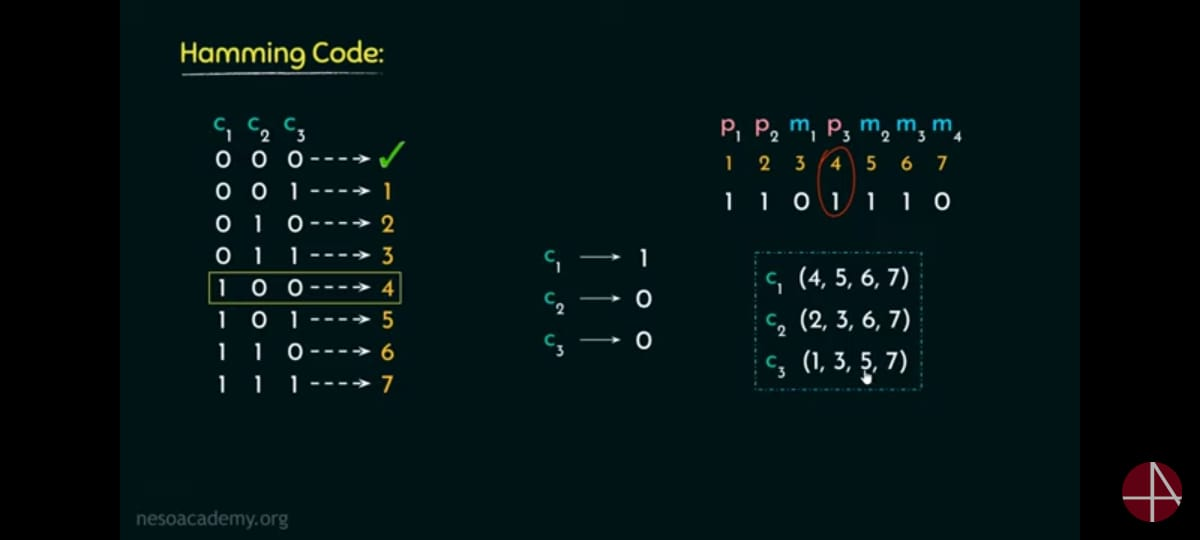 Hamming Code:
c1 c2 c3
0 0 0 ----> ✓
0 0 1 ----> 1
0 1 0 ----> 2
0 1 1 ----> 3
1 0 0 ----> 4
1 0 1 ----> 5
1 1 0 ----> 6
1 1 1 ----> 7
c1 → 1
c2 → 0
c3 → 0
p1 p2 m1 p3 m2 m3 m4
1 2 3 4 5 6 7
1 1 0 1 1 1 0
c1 (4, 5, 6, 7)
c2 (2, 3, 6, 7)
c3 (1, 3, 5, 7)
nesoacademy.org